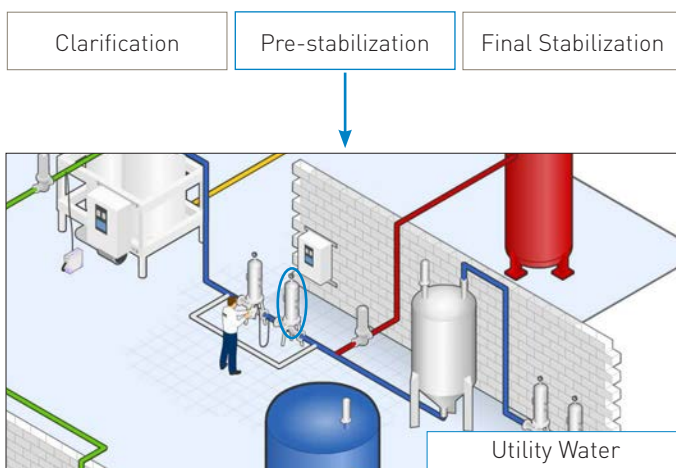 Clarification
Pre-stabilization
Final Stabilization
Utility Water